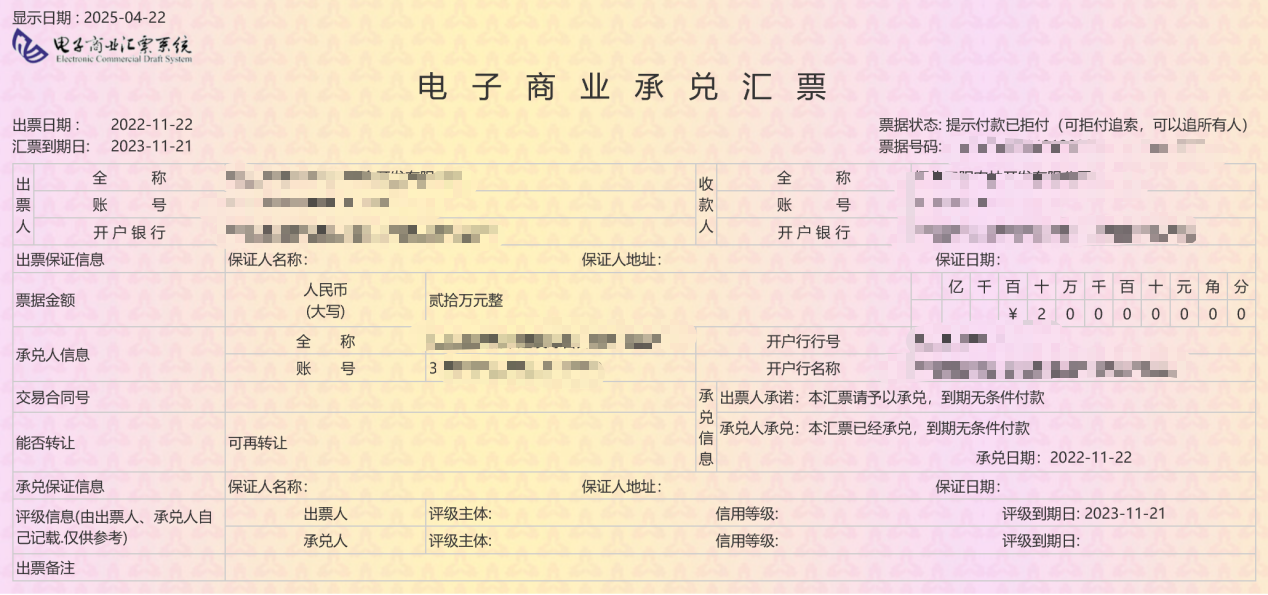 显示日期 : 2025-04-22
电子商业汇票系统
Electronic Commercial Draft System
电子商业承兑汇票
出票日期 : 2022-11-22
票据状态: 提示付款已拒付（可拒付追索，可以追所有人）
汇票到期日: 2023-11-21
票据号码:
出票人
全 称
账 号
开户银行
收款人
全 称
账 号
开户银行
出票保证信息 保证人名称: 保证人地址: 保证日期:
票据金额 人民币(大写) 贰拾万元整
亿 千 百 十 万 千 百 十 元 角 分
¥ 2 0 0 0 0 0 0 0
承兑人信息
全 称
开户行行号
账 号 3
开户行名称
交易合同号
承兑信息
出票人承诺：本汇票请予以承兑，到期无条件付款
能否转让 可再转让
承兑人承兑：本汇票已经承兑，到期无条件付款
承兑日期：2022-11-22
承兑保证信息 保证人名称: 保证人地址: 保证日期:
评级信息(由出票人、承兑人自己记载.仅供参考)
出票人 评级主体: 信用等级: 评级到期日: 2023-11-21
承兑人 评级主体: 信用等级: 评级到期日:
出票备注